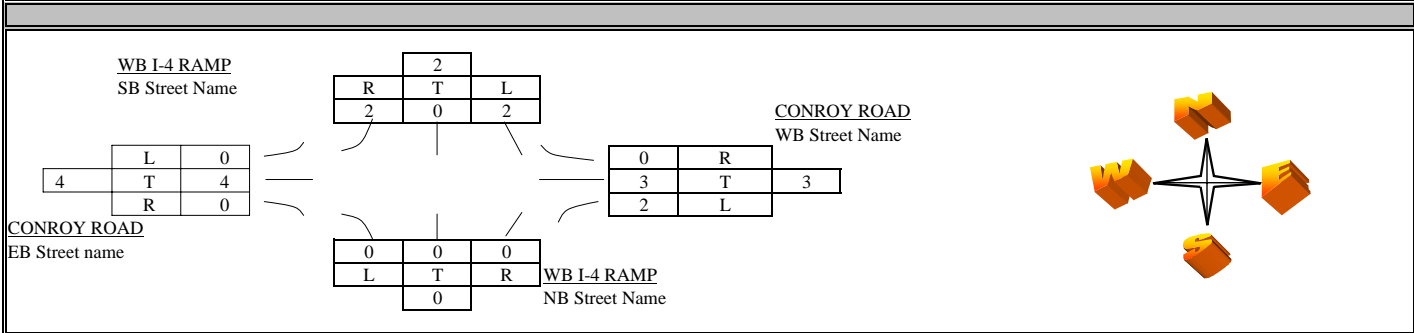 WB I-4 RAMP
SB Street Name
2
R T L
2 0 2
CONROY ROAD
WB Street Name
L 0
4 T 4
R 0
CONROY ROAD
EB Street name
0 R
3 T 3
2 L
0 0 0
L T R
0
WB I-4 RAMP
NB Street Name
N
W E
S